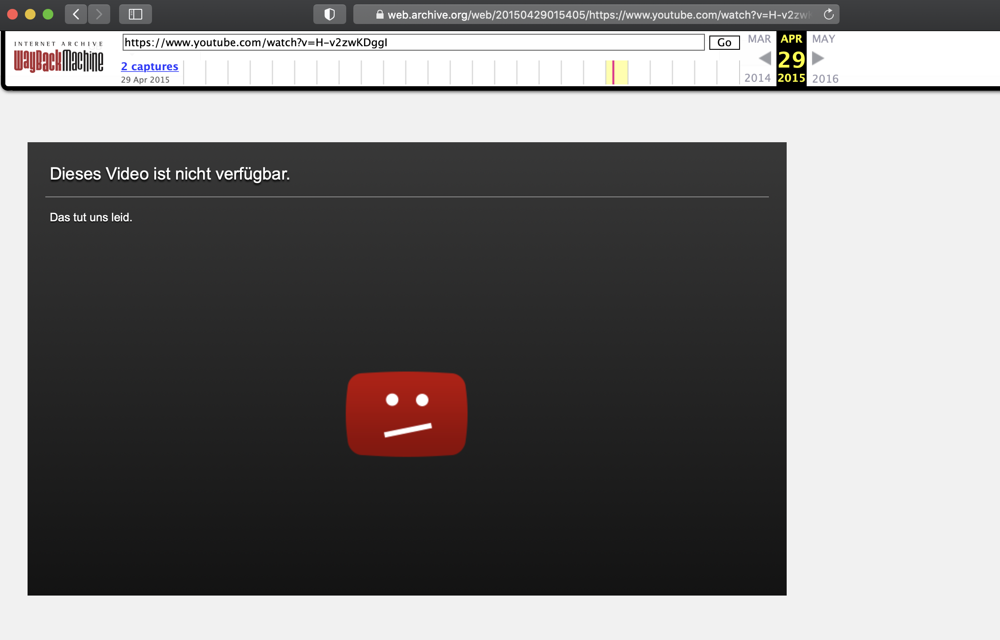 web.archive.org/web/20150429015405/https://www.youtube.com/watch?v=H-v2zwK
INTERNET ARCHIVE
WayBackMachine
https://www.youtube.com/watch?v=H-v2zwKDggI
Go
MAR
APR
MAY
2 captures
29
29 Apr 2015
2014
2015
2016
Dieses Video ist nicht verfügbar.
Das tut uns leid.